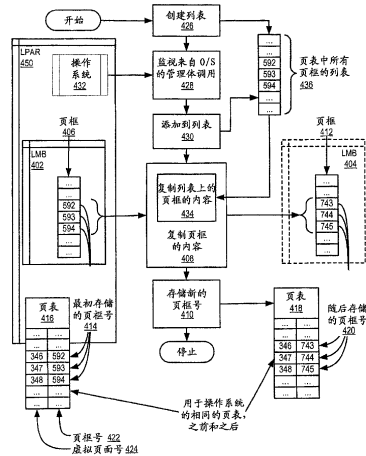 开始
创建列表
426
LPAR
450
操作
系统
432
监视来自 O/S
的管理体调用
428
添加到列表
430
...
...
592
593
594
...
...
页表中所有
页框的列表
436
页框
406
LMB
402
...
...
592
593
594
...
...
复制列表上的
页框的内容
434
复制页框
的内容
408
页框
412
LMB
404
...
...
743
744
745
...
...
存储新的
页框号
410
停止
页表
416
... ...
... ...
346 592
347 593
348 594
... ...
... ...
最初存储
的页框号
414
页表
418
... ...
... ...
346 743
347 744
348 745
... ...
... ...
随后存储
的页框号
420
用于操作系统
的相间的页表,
之前和之后
页框号 422
虚拟页面号 424